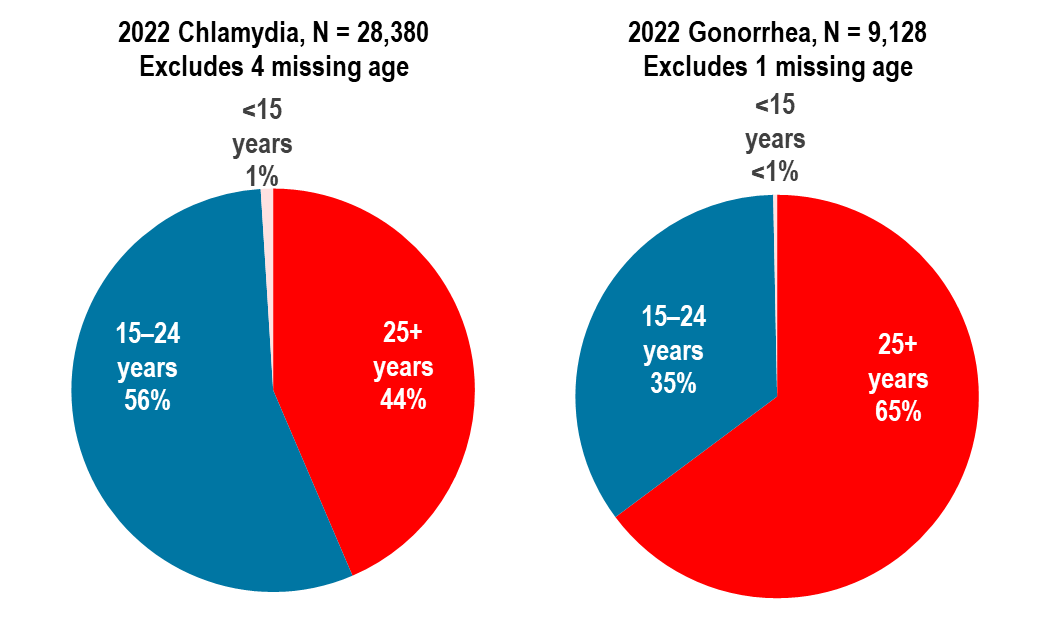 2022 Chlamydia, N = 28,380
Excludes 4 missing age
<15
years
1%
15–24
years
56%
25+
years
44%
2022 Gonorrhea, N = 9,128
Excludes 1 missing age
<15
years
<1%
15–24
years
35%
25+
years
65%